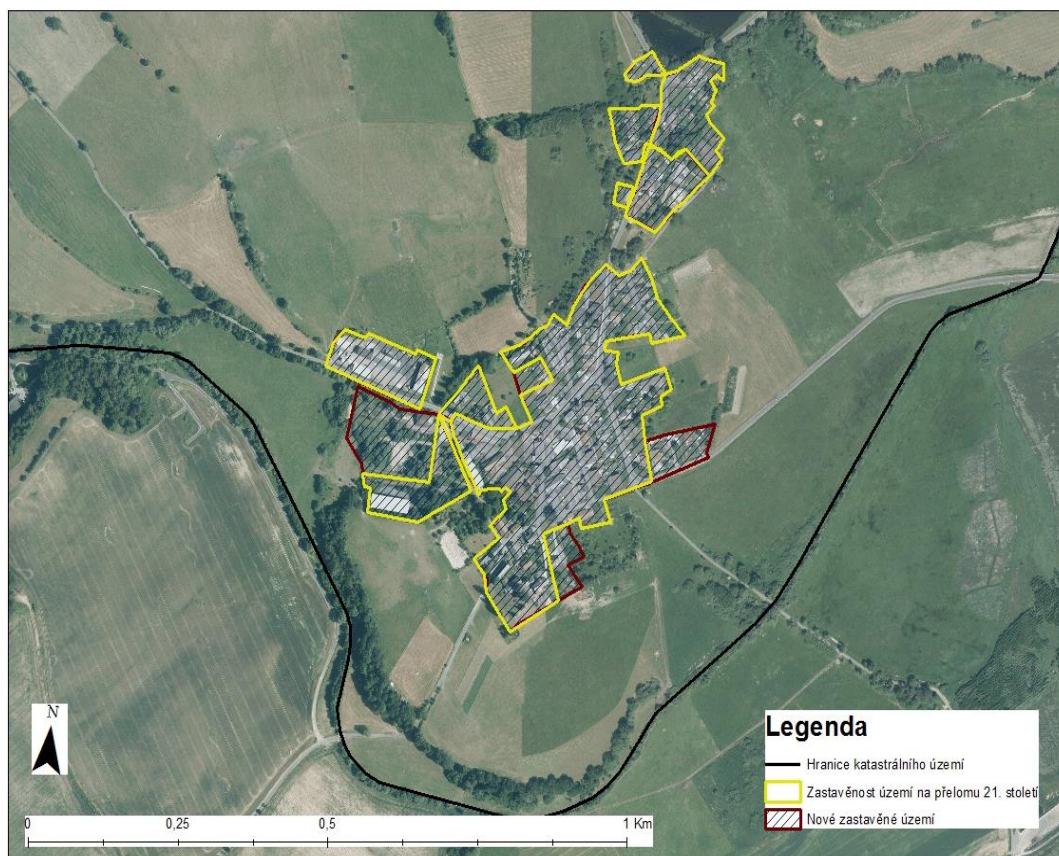 N
Legenda
Hranice katastrálního území
Zastavěnost území na přelomu 21. století
Nové zastavěné území
0 0,25 0,5 1 Km